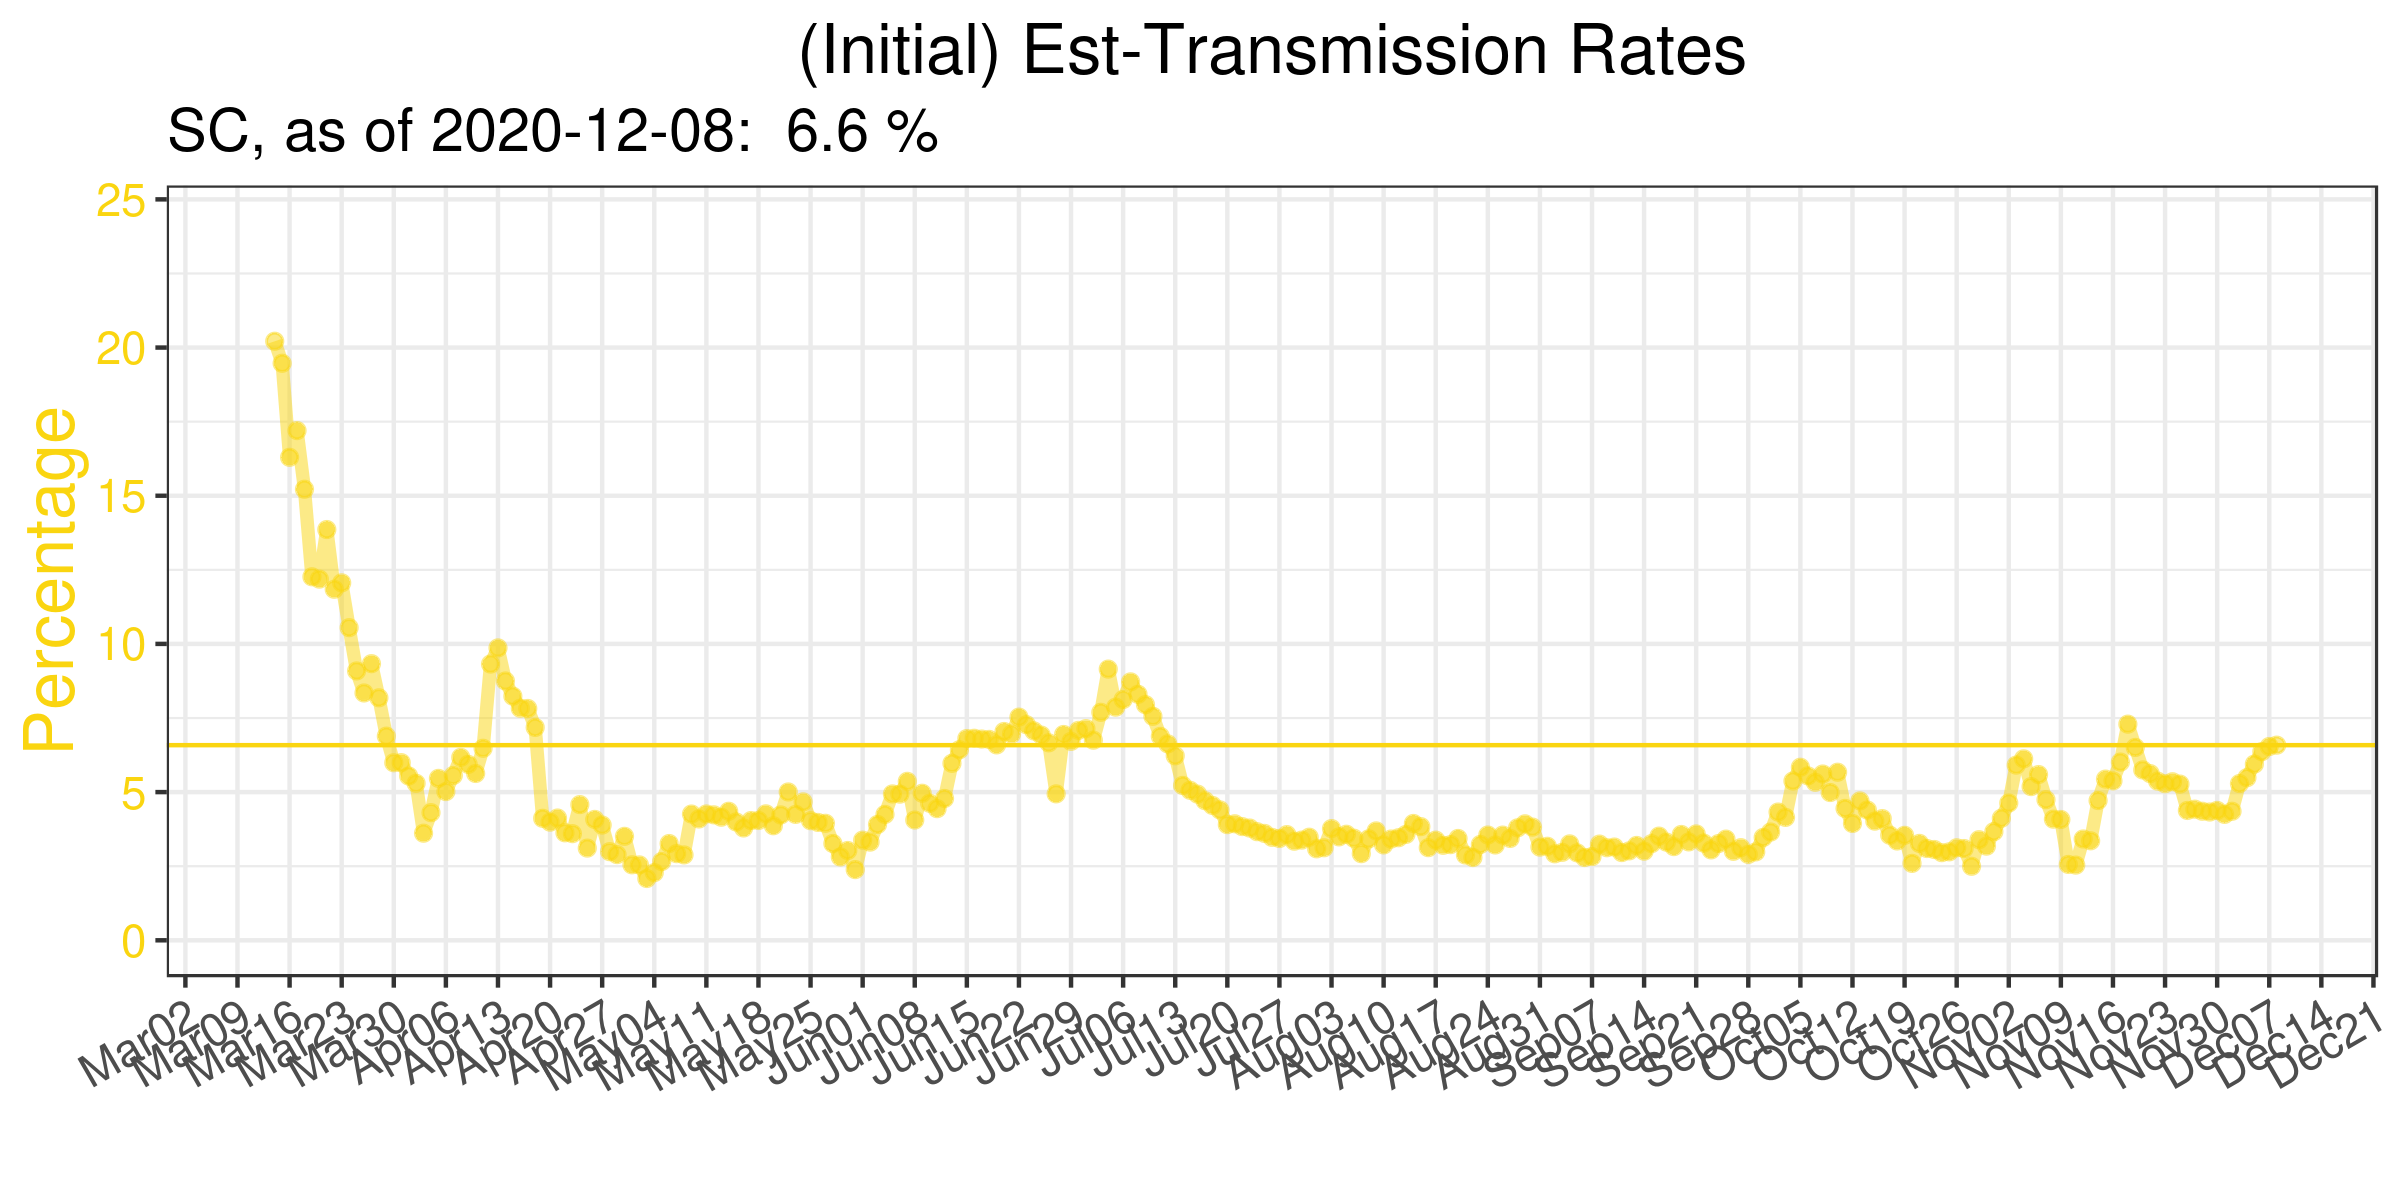 (Initial) Est-Transmission Rates
SC, as of 2020-12-08:  6.6 %
Percentage
25
20
15
10
5
0
Mar02
Mar09
Mar16
Mar23
Mar30
Apr06
Apr13
Apr20
Apr27
May04
May11
May18
May25
Jun01
Jun08
Jun15
Jun22
Jun29
Jul06
Jul13
Jul20
Jul27
Aug03
Aug10
Aug17
Aug24
Aug31
Sep07
Sep14
Sep21
Sep28
Oct05
Oct12
Oct19
Oct26
Nov02
Nov09
Nov16
Nov23
Nov30
Dec07
Dec14
Dec21